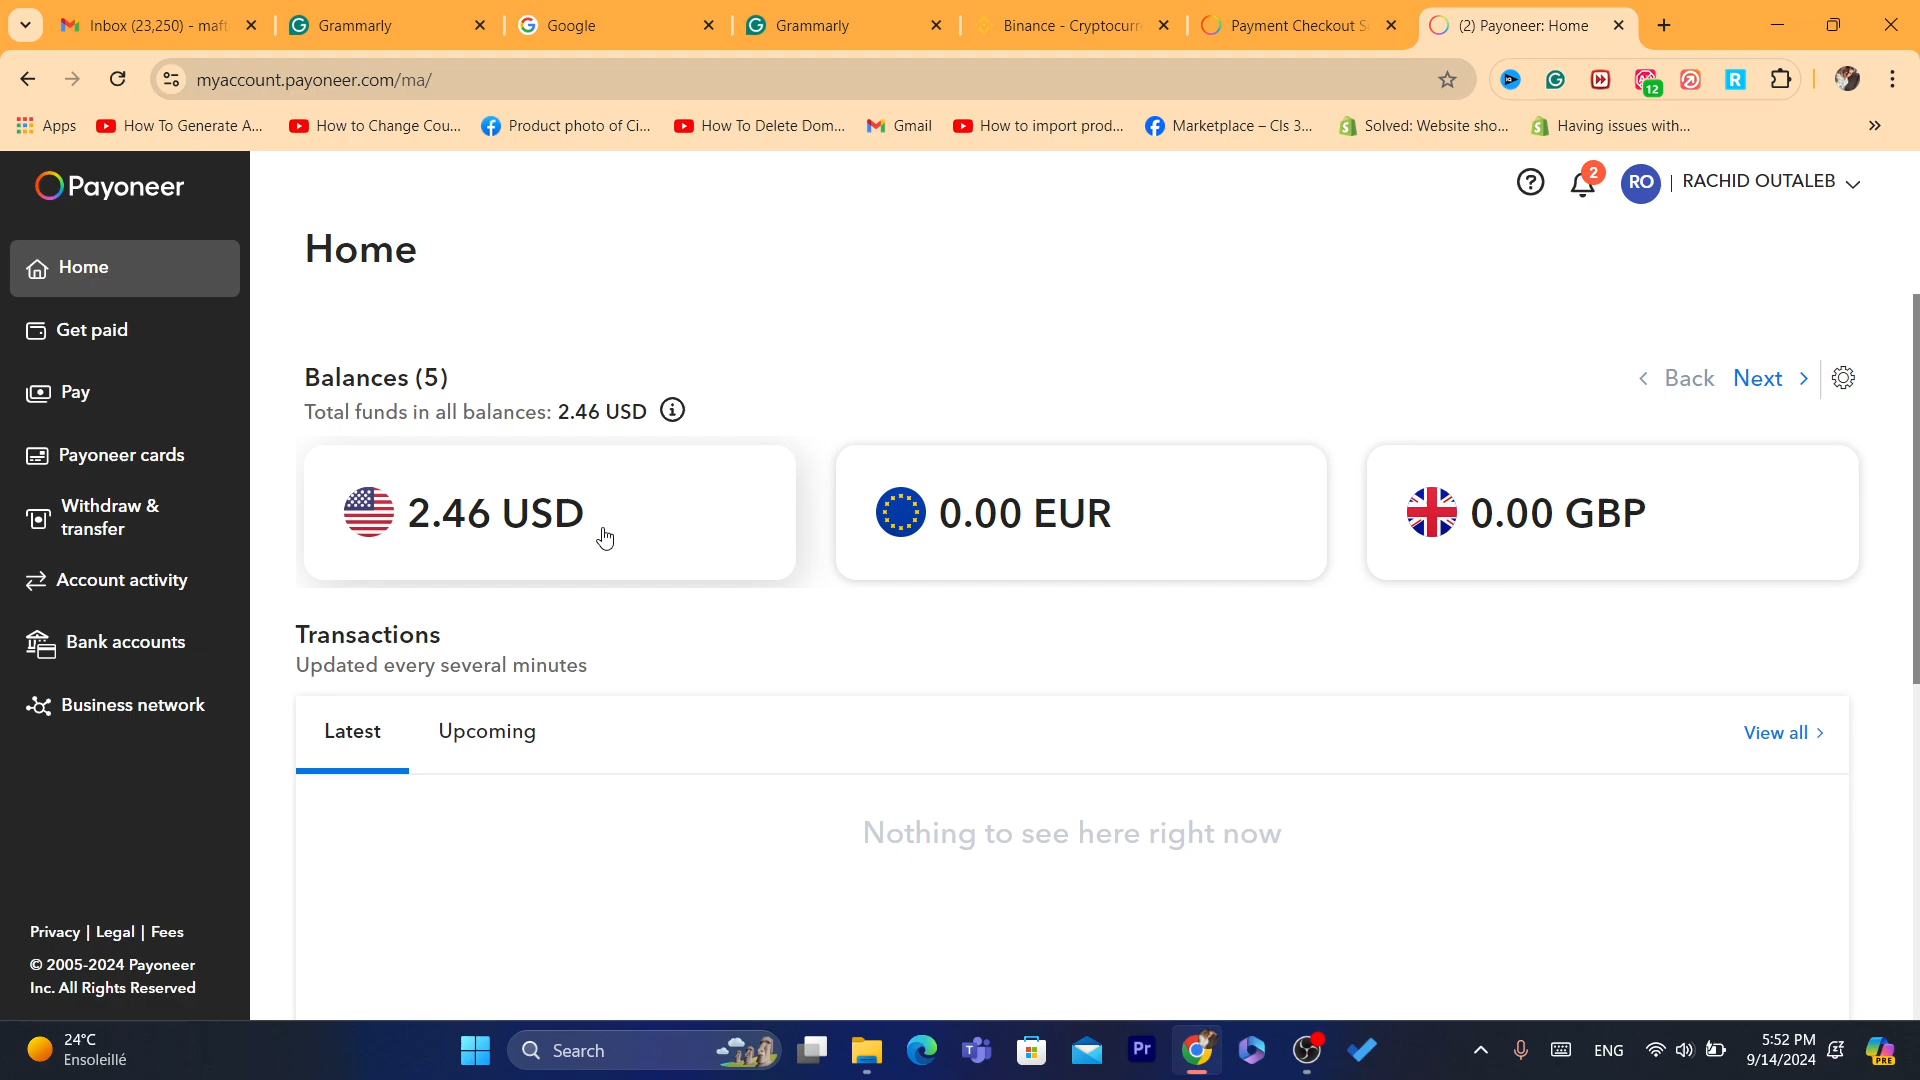 Inbox (23,250) - maft
Grammarly
Google
Grammarly
Binance - Cryptocurr
Payment Checkout S
(2) Payoneer: Home
myaccount.payoneer.com/ma/
12
Apps
How To Generate A...
How to Change Cou...
Product photo of Ci...
How To Delete Dom...
Gmail
How to import prod...
Marketplace – Cls 3...
Solved: Website sho...
Having issues with...
Payoneer
2
RO
RACHID OUTALEB
Home
Home
Get paid
Pay
Payoneer cards
Withdraw &
transfer
Account activity
Bank accounts
Business network
Balances (5)
Total funds in all balances: 2.46 USD
Back
Next
2.46 USD
0.00 EUR
0.00 GBP
Transactions
Updated every several minutes
Latest
Upcoming
View all
Nothing to see here right now
Privacy | Legal | Fees
© 2005-2024 Payoneer
Inc. All Rights Reserved
24°C
Ensoleillé
Search
Pr
ENG
5:52 PM
9/14/2024
PRE